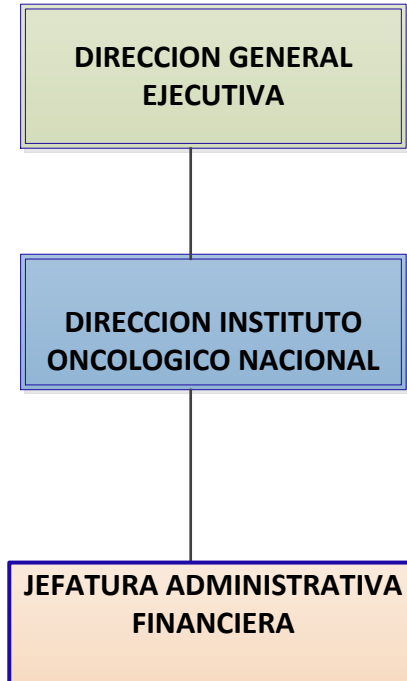 DIRECCION GENERAL
EJECUTIVA
DIRECCION INSTITUTO
ONCOLOGICO NACIONAL
JEFATURA ADMINISTRATIVA
FINANCIERA